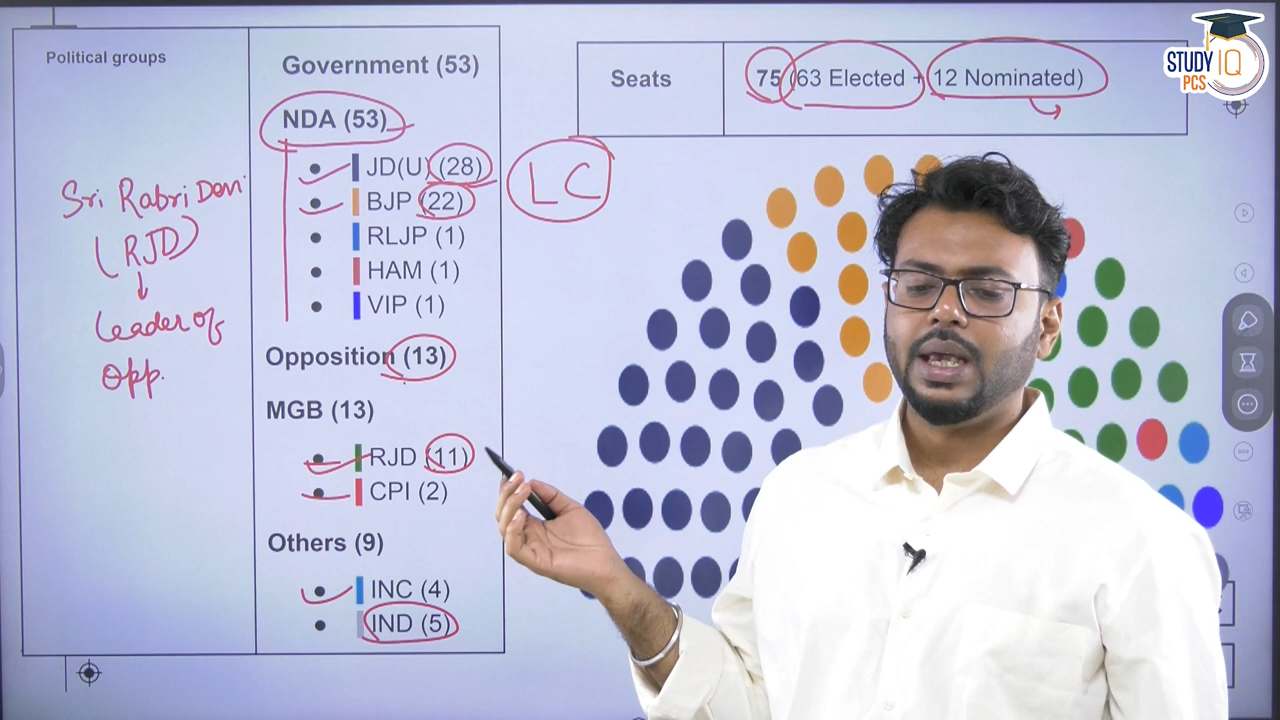 Political groups
Sri Rabri Devi
(RJD)
Leader of
Opp.
Government (53)
NDA (53)
JD(U) (28)
BJP (22)
RLJP (1)
HAM (1)
VIP (1)
Opposition (13)
MGB (13)
RJD (11)
CPI (2)
Others (9)
INC (4)
IND (5)
LC
Seats
75 (63 Elected + 12 Nominated)
STUDY IQ
PCS